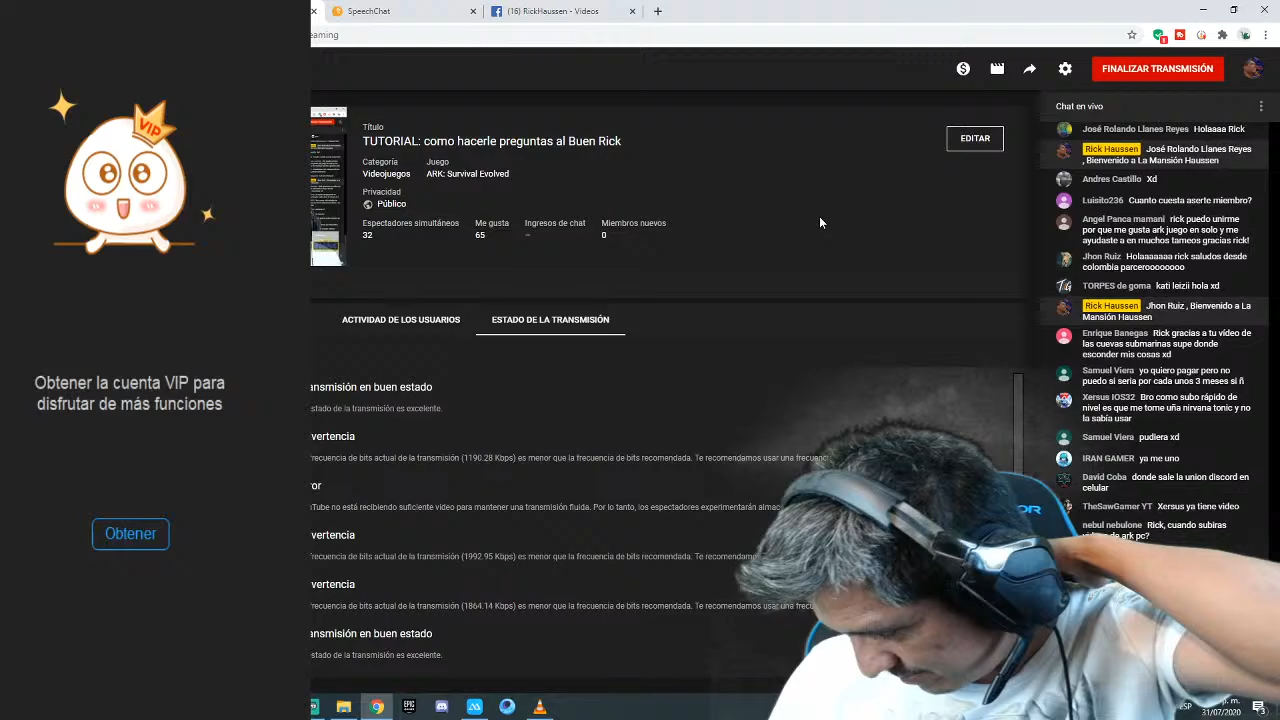 SpeechChat
(16) RickHaussen - Videos
eaming
FINALIZAR TRANSMISIÓN
VIP
Obtener la cuenta VIP para
disfrutar de más funciones
Obtener
Título
TUTORIAL: como hacerle preguntas al Buen Rick
EDITAR
Categoría
Juego
Videojuegos
ARK: Survival Evolved
Privacidad
Público
Espectadores simultáneos
Me gusta
Ingresos de chat
Miembros nuevos
32
65
—
0
ACTIVIDAD DE LOS USUARIOS
ESTADO DE LA TRANSMISIÓN
ansmisión en buen estado
stado de la transmisión es excelente.
vertencia
recuencia de bits actual de la transmisión (1190.28 Kbps) es menor que la frecuencia de bits recomendada. Te recomendamos usar una frecuenc
or
uTube no está recibiendo suficiente video para mantener una transmisión fluida. Por lo tanto, los espectadores experimentarán almac
vertencia
recuencia de bits actual de la transmisión (1992.95 Kbps) es menor que la frecuencia de bits recomendada. Te recomendamo
vertencia
recuencia de bits actual de la transmisión (1864.14 Kbps) es menor que la frecuencia de bits recomendada. Te recomendamos usar una frecu
ansmisión en buen estado
stado de la transmisión es excelente.
Chat en vivo
José Rolando Llanes Reyes Holaaaa Rick
Rick Haussen José Rolando Llanes Reyes
, Bienvenido a La Mansión Haussen
Andres Castillo Xd
Luisito236 Cuanto cuesta aserte miembro?
Angel Panca mamani rick puedo unirme
por me gusta ark juego en solo y me
ayudaste a en muchos tameos gracias rick!
Jhon Ruiz Holaaaaaaa rick saludos desde
colombia parceroooooooo
TORPES de goma kati leizii hola xd
Rick Haussen Jhon Ruiz , Bienvenido a La
Mansión Haussen
Enrique Banegas Rick gracias a tu vídeo de
las cuevas submarinas supe donde
esconder mis cosas xd
Samuel Viera yo quiero pagar pero no
puedo si seria por cada unos 3 meses si ñ
Xersus IOS32 Bro como subo rápido de
nivel es que me tome uña nirvana tonic y no
la sabía usar
Samuel Viera pudiera xd
IRAN GAMER ya me uno
David Coba donde sale la union discord en
celular
TheSawGamer YT Xersus ya tiene video
nebul nebulone Rick, cuando subiras
EPIC
ESP
31/07/2020
3